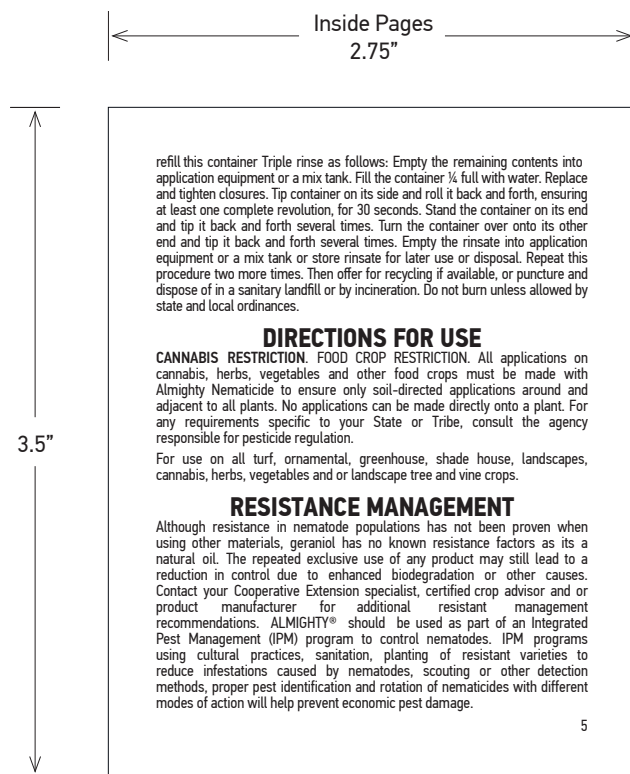 Inside Pages
2.75”
3.5”
refill this container Triple rinse as follows: Empty the remaining contents into
application equipment or a mix tank. Fill the container ¼ full with water. Replace
and tighten closures. Tip container on its side and roll it back and forth, ensuring
at least one complete revolution, for 30 seconds. Stand the container on its end
and tip it back and forth several times. Turn the container over onto its other
end and tip it back and forth several times. Empty the rinsate into application
equipment or a mix tank or store rinsate for later use or disposal. Repeat this
procedure two more times. Then offer for recycling if available, or puncture and
dispose of in a sanitary landfill or by incineration. Do not burn unless allowed by
state and local ordinances.
DIRECTIONS FOR USE
CANNABIS RESTRICTION. FOOD CROP RESTRICTION. All applications on
cannabis, herbs, vegetables and other food crops must be made with
Almighty Nematicide to ensure only soil-directed applications around and
adjacent to all plants. No applications can be made directly onto a plant. For
any requirements specific to your State or Tribe, consult the agency
responsible for pesticide regulation.
For use on all turf, ornamental, greenhouse, shade house, landscapes,
cannabis, herbs, vegetables and or landscape tree and vine crops.
RESISTANCE MANAGEMENT
Although resistance in nematode populations has not been proven when
using other materials, geraniol has no known resistance factors as its a
natural oil. The repeated exclusive use of any product may still lead to a
reduction in control due to enhanced biodegradation or other causes.
Contact your Cooperative Extension specialist, certified crop advisor and or
product manufacturer for additional resistant management
recommendations. ALMIGHTY® should be used as part of an Integrated
Pest Management (IPM) program to control nematodes. IPM programs
using cultural practices, sanitation, planting of resistant varieties to
reduce infestations caused by nematodes, scouting or other detection
methods, proper pest identification and rotation of nematicides with different
modes of action will help prevent economic pest damage.
5